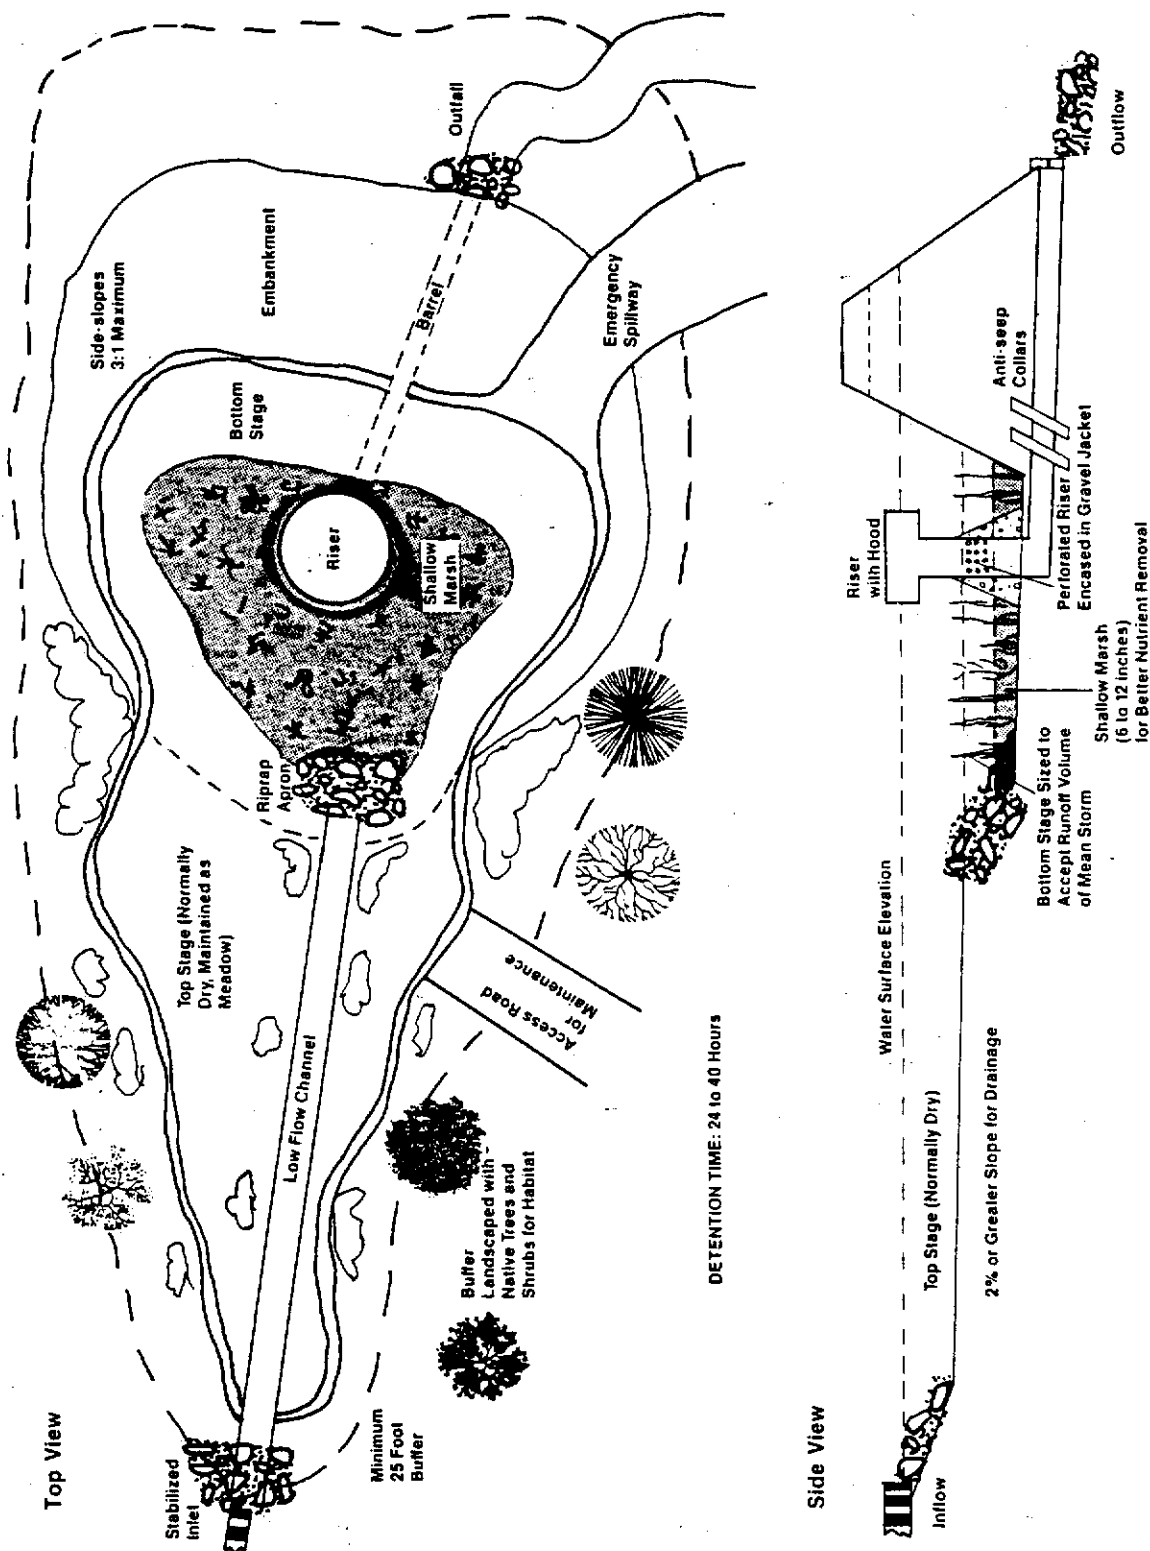 Top View
Stabilized
Inlet
Minimum
25 Foot
Buffer
Low Flow Channel
Top Stage (Normally
Dry, Maintained as
Meadow)
Buffer
Landscaped with -
Native Trees and
Shrubs for Habitat
Access Road
for
Maintenance
Riprap
Apron
Shallow
Marsh
Riser
Bottom
Stage
Side-slopes
3:1 Maximum
Embankment
Barrel
Emergency
Spillway
Outfall
DETENTION TIME: 24 to 40 Hours
Side View
Inflow
Water Surface Elevation
Top Stage (Normally Dry)
2% or Greater Slope for Drainage
Riser
with Hood
Bottom Stage Sized to
Accept Runoff Volume
of Mean Storm
Shallow Marsh
(6 to 12 inches)
for Better Nutrient Removal
Perforated Riser
Encased in Gravel Jacket
Anti-seep
Collars
Outflow